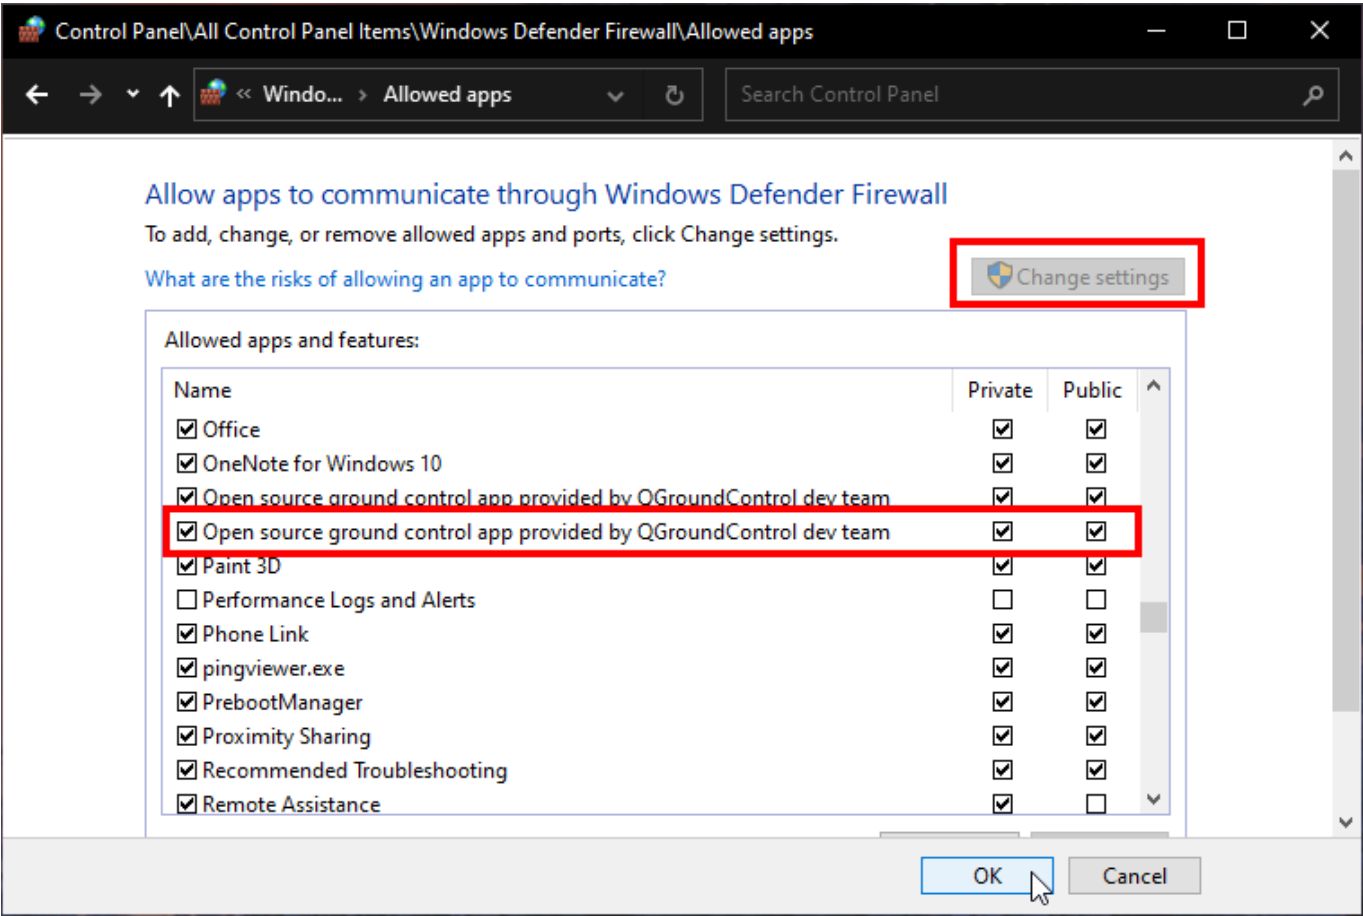 Control Panel\All Control Panel Items\Windows Defender Firewall\Allowed apps
« Windo... > Allowed apps
Search Control Panel
Allow apps to communicate through Windows Defender Firewall
To add, change, or remove allowed apps and ports, click Change settings.
What are the risks of allowing an app to communicate?
Change settings
Allowed apps and features:
Name Private Public
Office
OneNote for Windows 10
Open source ground control app provided by QGroundControl dev team
Open source ground control app provided by QGroundControl dev team
Paint 3D
Performance Logs and Alerts
Phone Link
pingviewer.exe
PrebootManager
Proximity Sharing
Recommended Troubleshooting
Remote Assistance
OK Cancel